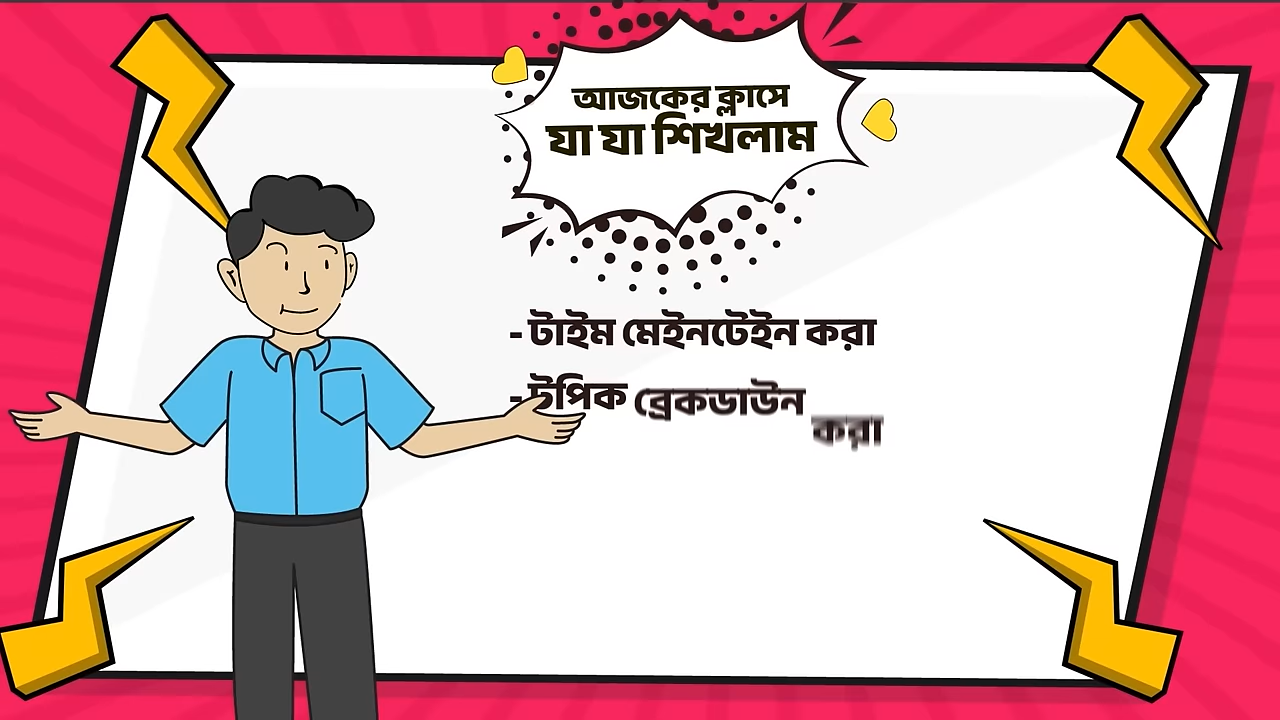 আজকের ক্লাসে
যা যা শিখলাম
- টাইম মেইনটেইন করা
- টপিক ব্রেকডাউন করা